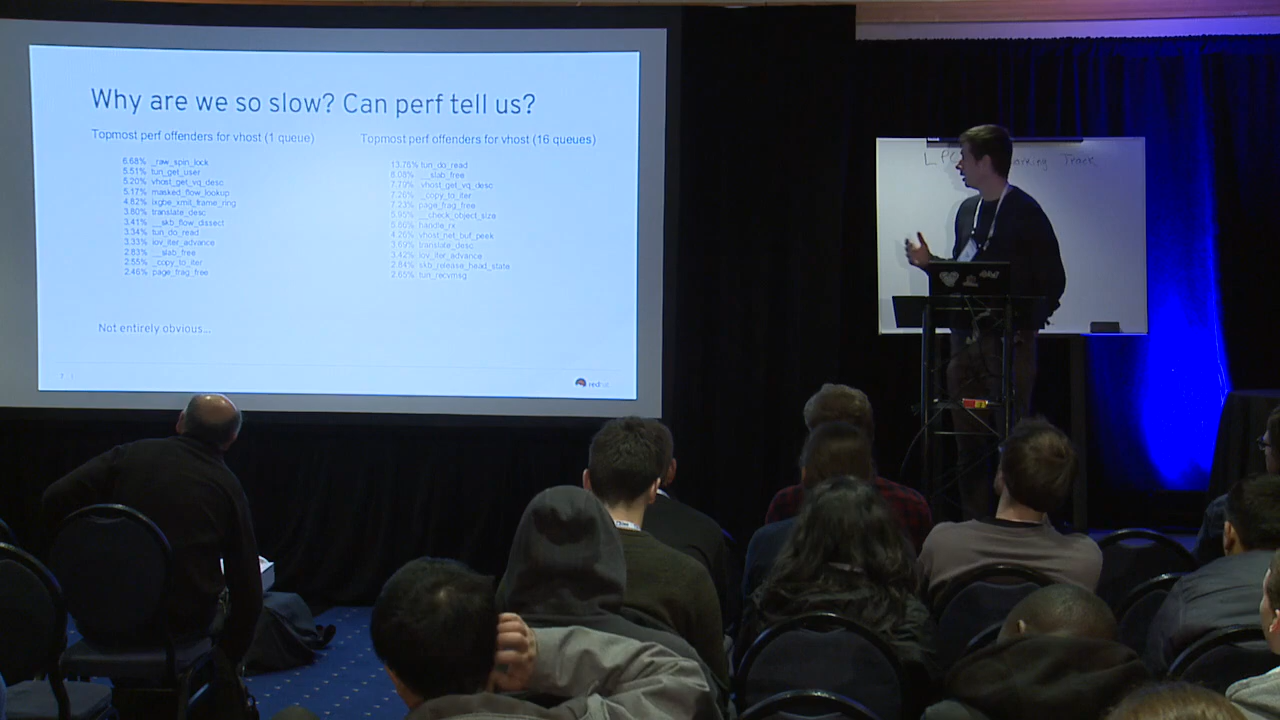 Why are we so slow? Can perf tell us?
Topmost perf offenders for vhost (1 queue)
6.68% _raw_spin_lock
5.51% tun_get_user
5.20% vhost_get_vq_desc
5.17% masked_flow_lookup
4.82% ixgbe_xmit_frame_ring
3.80% translate_desc
3.41% __skb_flow_dissect
3.34% tun_do_read
3.33% iov_iter_advance
2.83% __slab_free
2.55% _copy_to_iter
2.46% page_frag_free
Topmost perf offenders for vhost (16 queues)
13.75% tun_do_read
8.08% __slab_free
7.79% vhost_get_vq_desc
7.26% _copy_to_iter
7.23% page_frag_free
5.95% __check_object_size
5.60% handle_rx
4.26% vhost_net_buf_peek
3.69% translate_desc
3.42% iov_iter_advance
2.84% skb_release_head_state
2.65% tun_recvmsg
Not entirely obvious...
7 |
redhat
Track